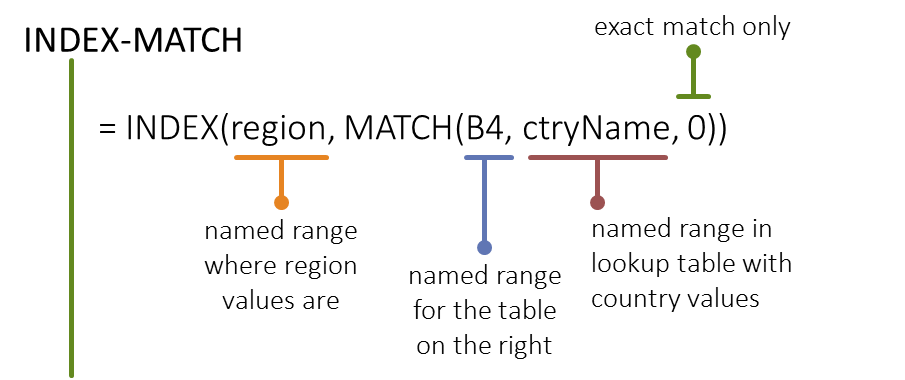 exact match only
INDEX-MATCH
= INDEX(region, MATCH(B4, ctryName, 0))
named range
where region
values are
named range
for the table
on the right
named range in
lookup table with
country values